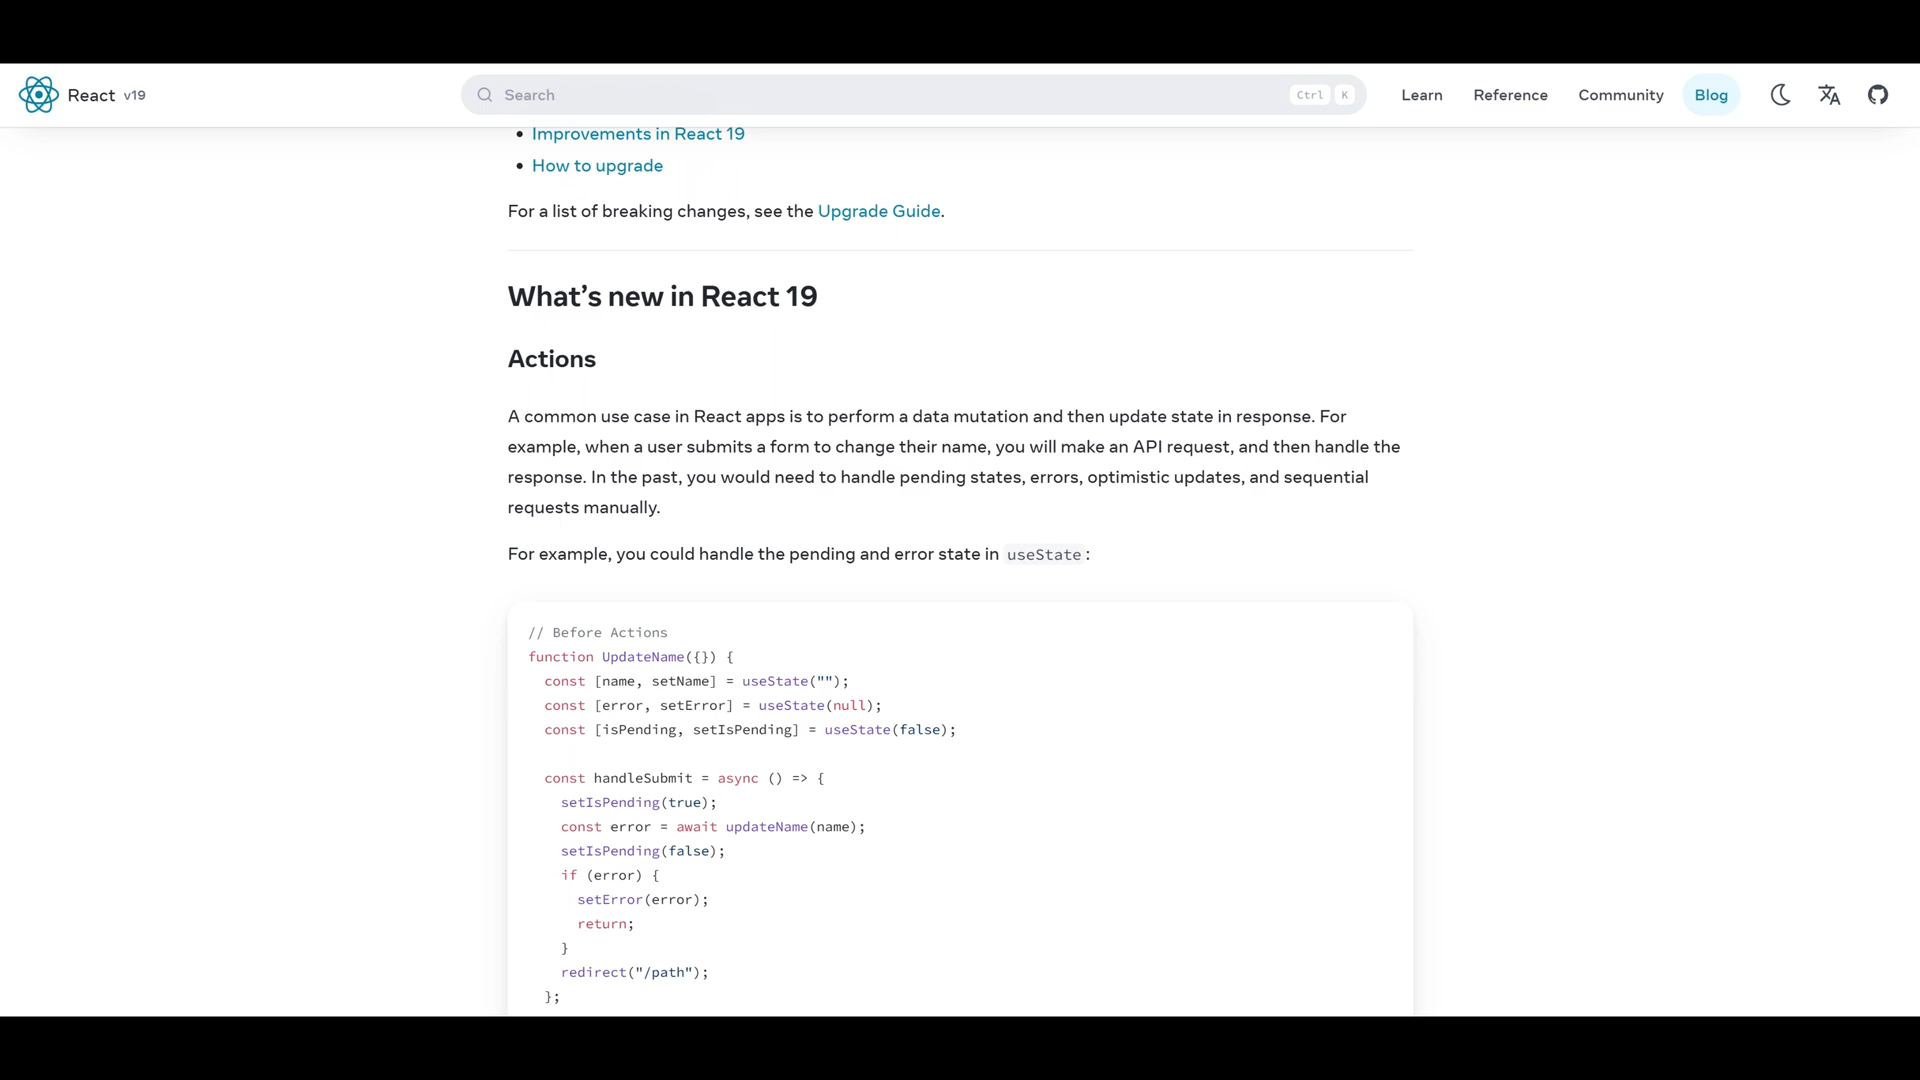 React v19
Search
Ctrl K
Learn
Reference
Community
Blog
Improvements in React 19
How to upgrade
For a list of breaking changes, see the Upgrade Guide.
What’s new in React 19
Actions
A common use case in React apps is to perform a data mutation and then update state in response. For
example, when a user submits a form to change their name, you will make an API request, and then handle the
response. In the past, you would need to handle pending states, errors, optimistic updates, and sequential
requests manually.
For example, you could handle the pending and error state in useState:
// Before Actions
function UpdateName({}) {
  const [name, setName] = useState("");
  const [error, setError] = useState(null);
  const [isPending, setIsPending] = useState(false);
  const handleSubmit = async () => {
    setIsPending(true);
    const error = await updateName(name);
    setIsPending(false);
    if (error) {
      setError(error);
      return;
    }
    redirect("/path");
  };